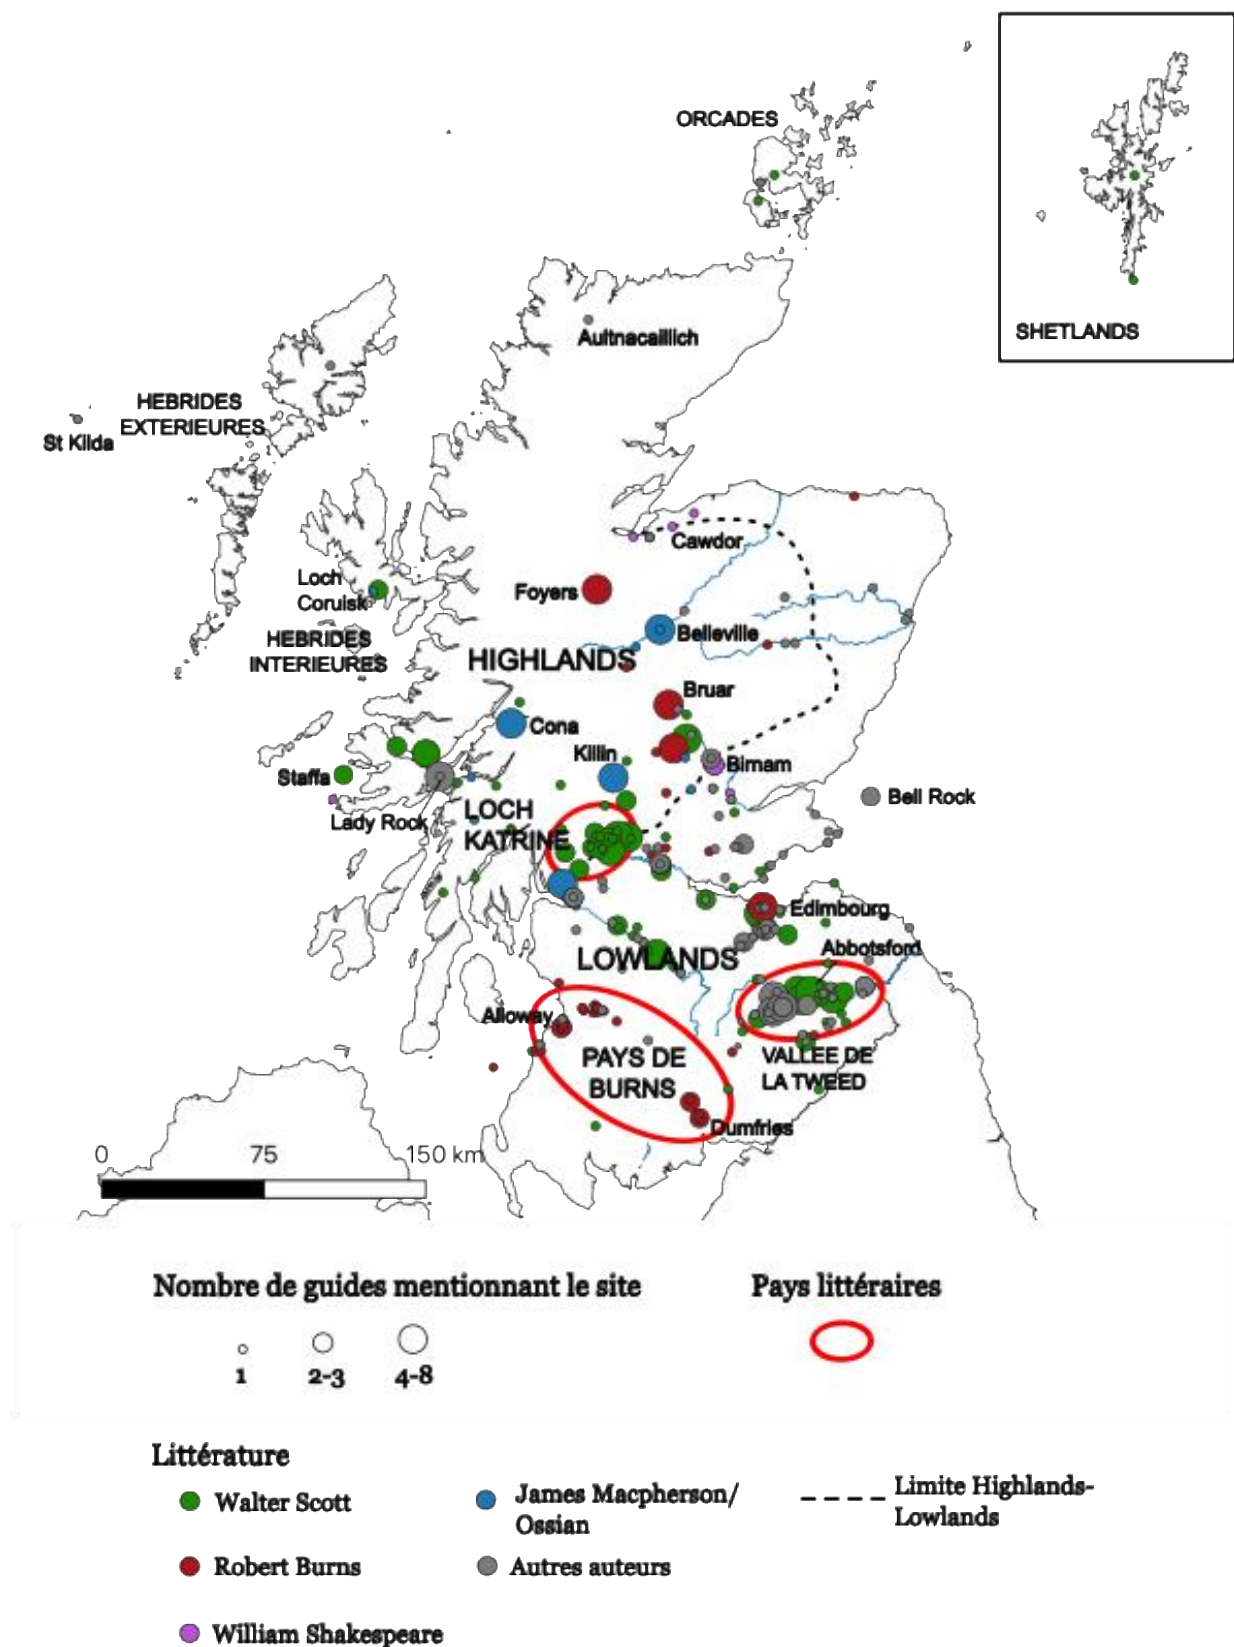 ORCADES
SHETLANDS
Aultnacaillich
HEBRIDES
EXTERIEURES
St Kilda
Cawdor
Loch
Coruisk
Foyers
HEBRIDES
INTERIEURES
Belleville
HIGHLANDS
Bruar
Cona
Killin
Birnam
Staffa
Bell Rock
Lady Rock
LOCH
KATRINE
Edimbourg
Abbotsford
LOWLANDS
Alloway
PAYS DE
BURNS
VALLEE DE
LA TWEED
Dumfries
0 75 150 km
Nombre de guides mentionnant le site
1 2-3 4-8
Pays littéraires
Littérature
Walter Scott
Robert Burns
William Shakespeare
James Macpherson/
Ossian
Autres auteurs
Limite Highlands-
Lowlands